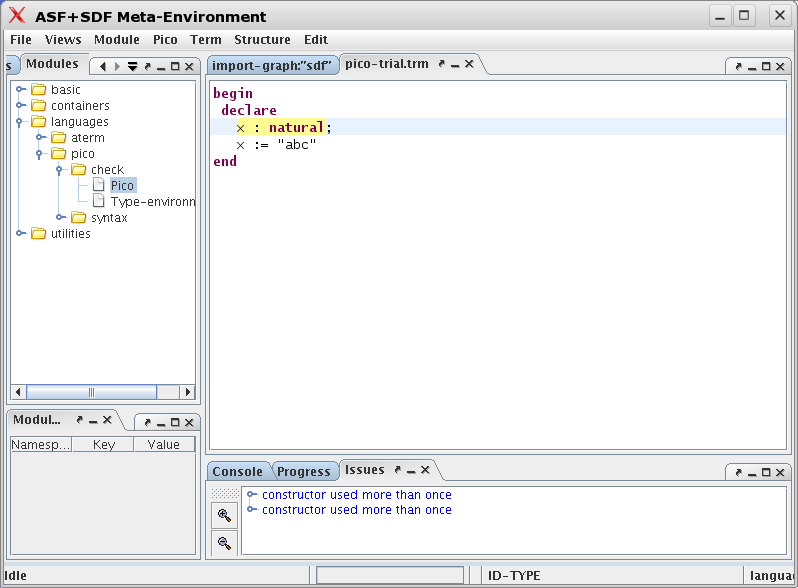 ASF+SDF Meta-Environment
File Views Module Pico Term Structure Edit
s Modules
basic
containers
languages
aterm
pico
check
Pico
Type-environn
syntax
utilities
import-graph:"sdf" pico-trial.trm
begin
declare
x : natural;
x := "abc"
end
Modul...
Namesp... Key Value
Console Progress Issues
constructor used more than once
constructor used more than once
Idle ID-TYPE langua